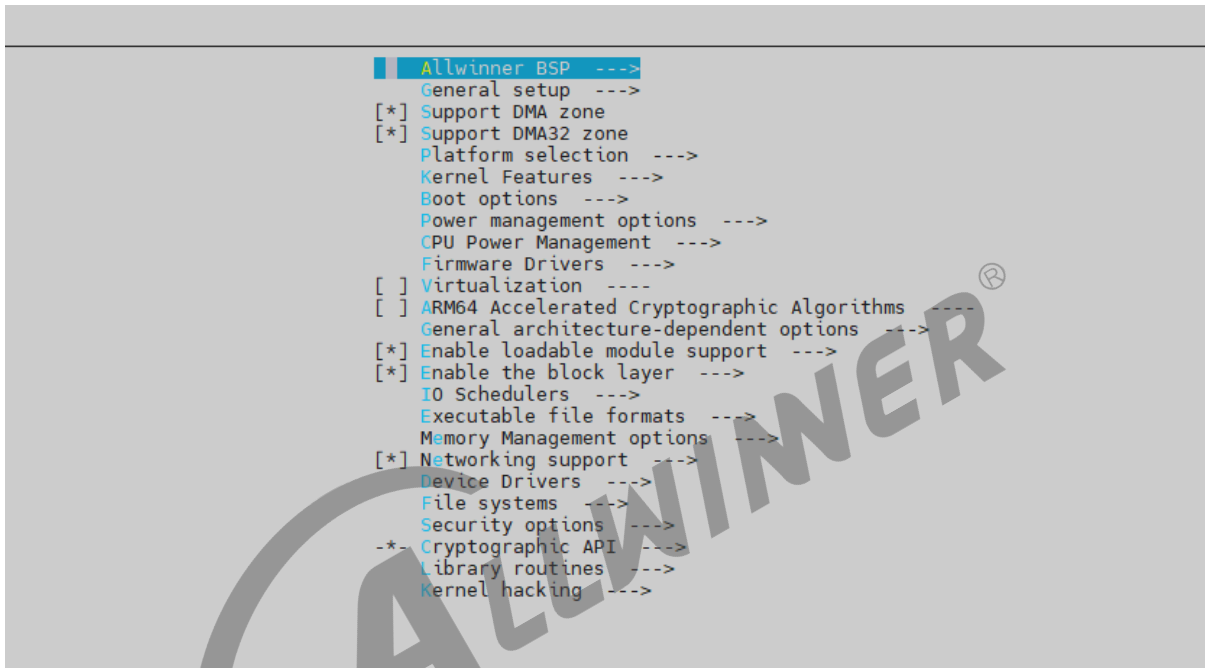 Allwinner BSP  --->
General setup  --->
[*] Support DMA zone
[*] Support DMA32 zone
Platform selection  --->
Kernel Features  --->
Boot options  --->
Power management options  --->
CPU Power Management  --->
Firmware Drivers  --->
[ ] Virtualization  ----
[ ] ARM64 Accelerated Cryptographic Algorithms  ----
General architecture-dependent options  --->
[*] Enable loadable module support  --->
[*] Enable the block layer  --->
IO Schedulers  --->
Executable file formats  --->
Memory Management options  --->
[*] Networking support  --->
Device Drivers  --->
File systems  --->
Security options  --->
-*- Cryptographic API  --->
Library routines  --->
Kernel hacking  --->
ALLWINNER®